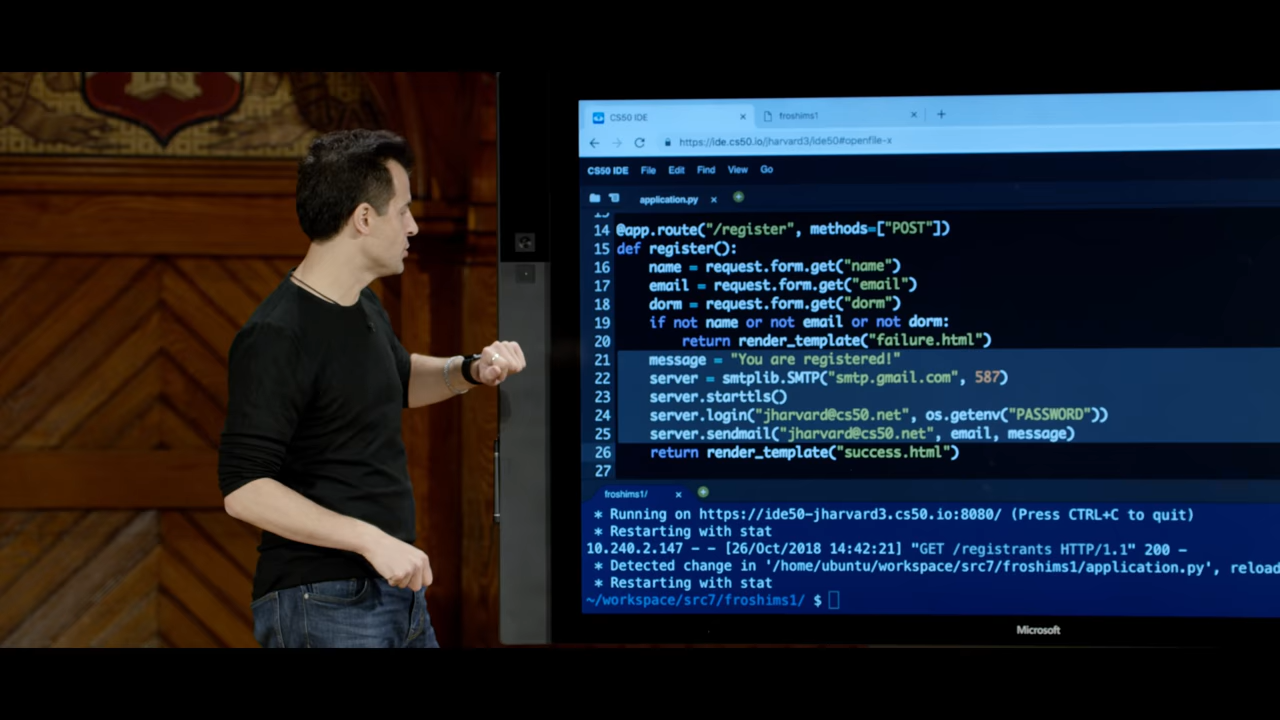 CS50 IDE
froshims1
https://ide.cs50.io/jharvard3/ide50#openfile-x
CS50 IDE File Edit Find View Go
application.py
14 @app.route("/register", methods=["POST"])
15 def register():
16 name = request.form.get("name")
17 email = request.form.get("email")
18 dorm = request.form.get("dorm")
19 if not name or not email or not dorm:
20 return render_template("failure.html")
21 message = "You are registered!"
22 server = smtplib.SMTP("smtp.gmail.com", 587)
23 server.starttls()
24 server.login("jharvard@cs50.net", os.getenv("PASSWORD"))
25 server.sendmail("jharvard@cs50.net", email, message)
26 return render_template("success.html")
27
froshims1/
* Running on https://ide50-jharvard3.cs50.io:8080/ (Press CTRL+C to quit)
* Restarting with stat
10.240.2.147 - - [26/Oct/2018 14:42:21] "GET /registrants HTTP/1.1" 200 -
* Detected change in '/home/ubuntu/workspace/src7/froshims1/application.py', reload
* Restarting with stat
~/workspace/src7/froshims1/ $
Microsoft